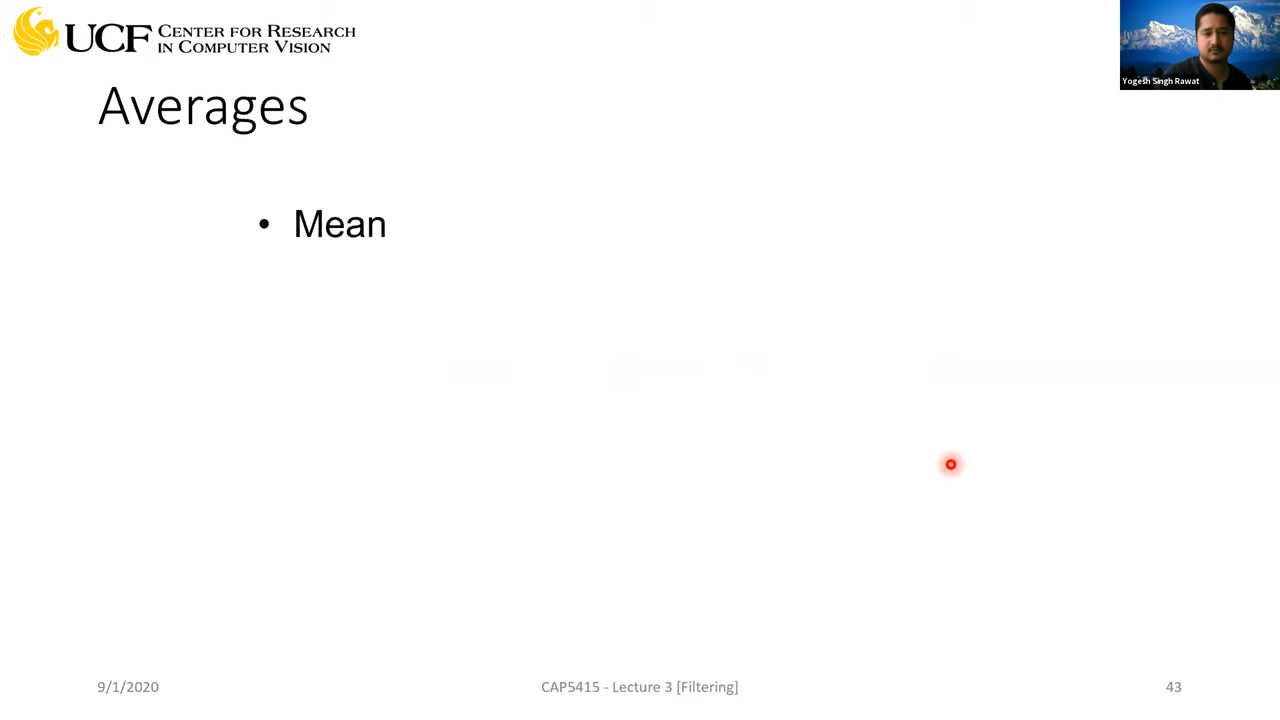 UCF CENTER FOR RESEARCH
IN COMPUTER VISION
Yogesh Singh Rawat
Averages
• Mean
9/1/2020
CAP5415 - Lecture 3 [Filtering]
43